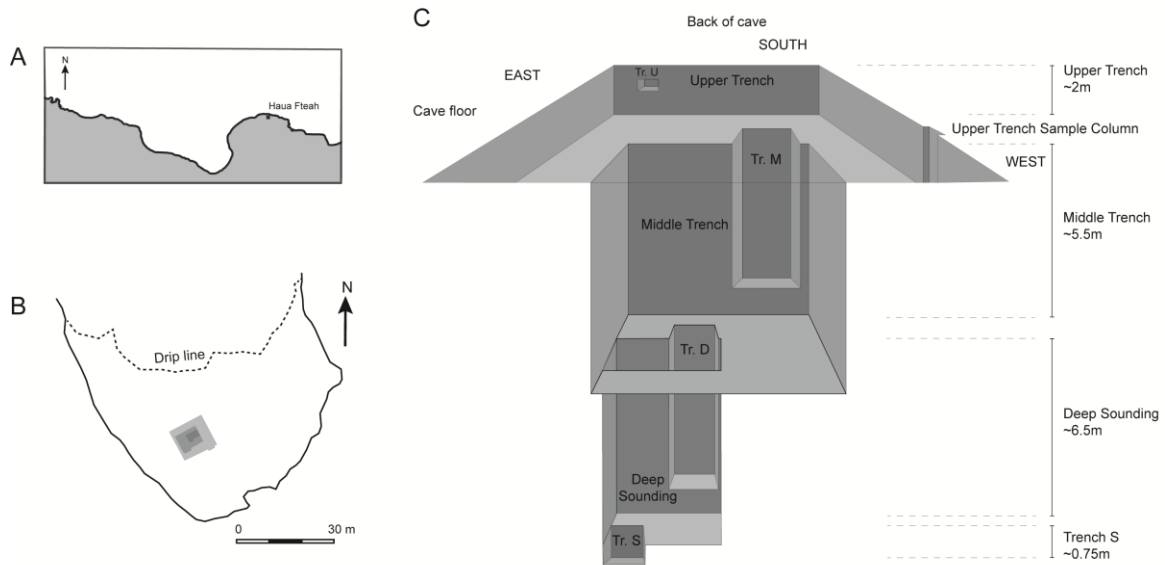 A
N
Haua Fteah
B
N
Drip line
0
30 m
C
Back of cave
SOUTH
EAST
Tr. U
Upper Trench
Cave floor
Upper Trench
~2m
Upper Trench Sample Column
WEST
Tr. M
Middle Trench
Middle Trench
~5.5m
Tr. D
Deep Sounding
~6.5m
Deep
Sounding
Tr. S
Trench S
~0.75m